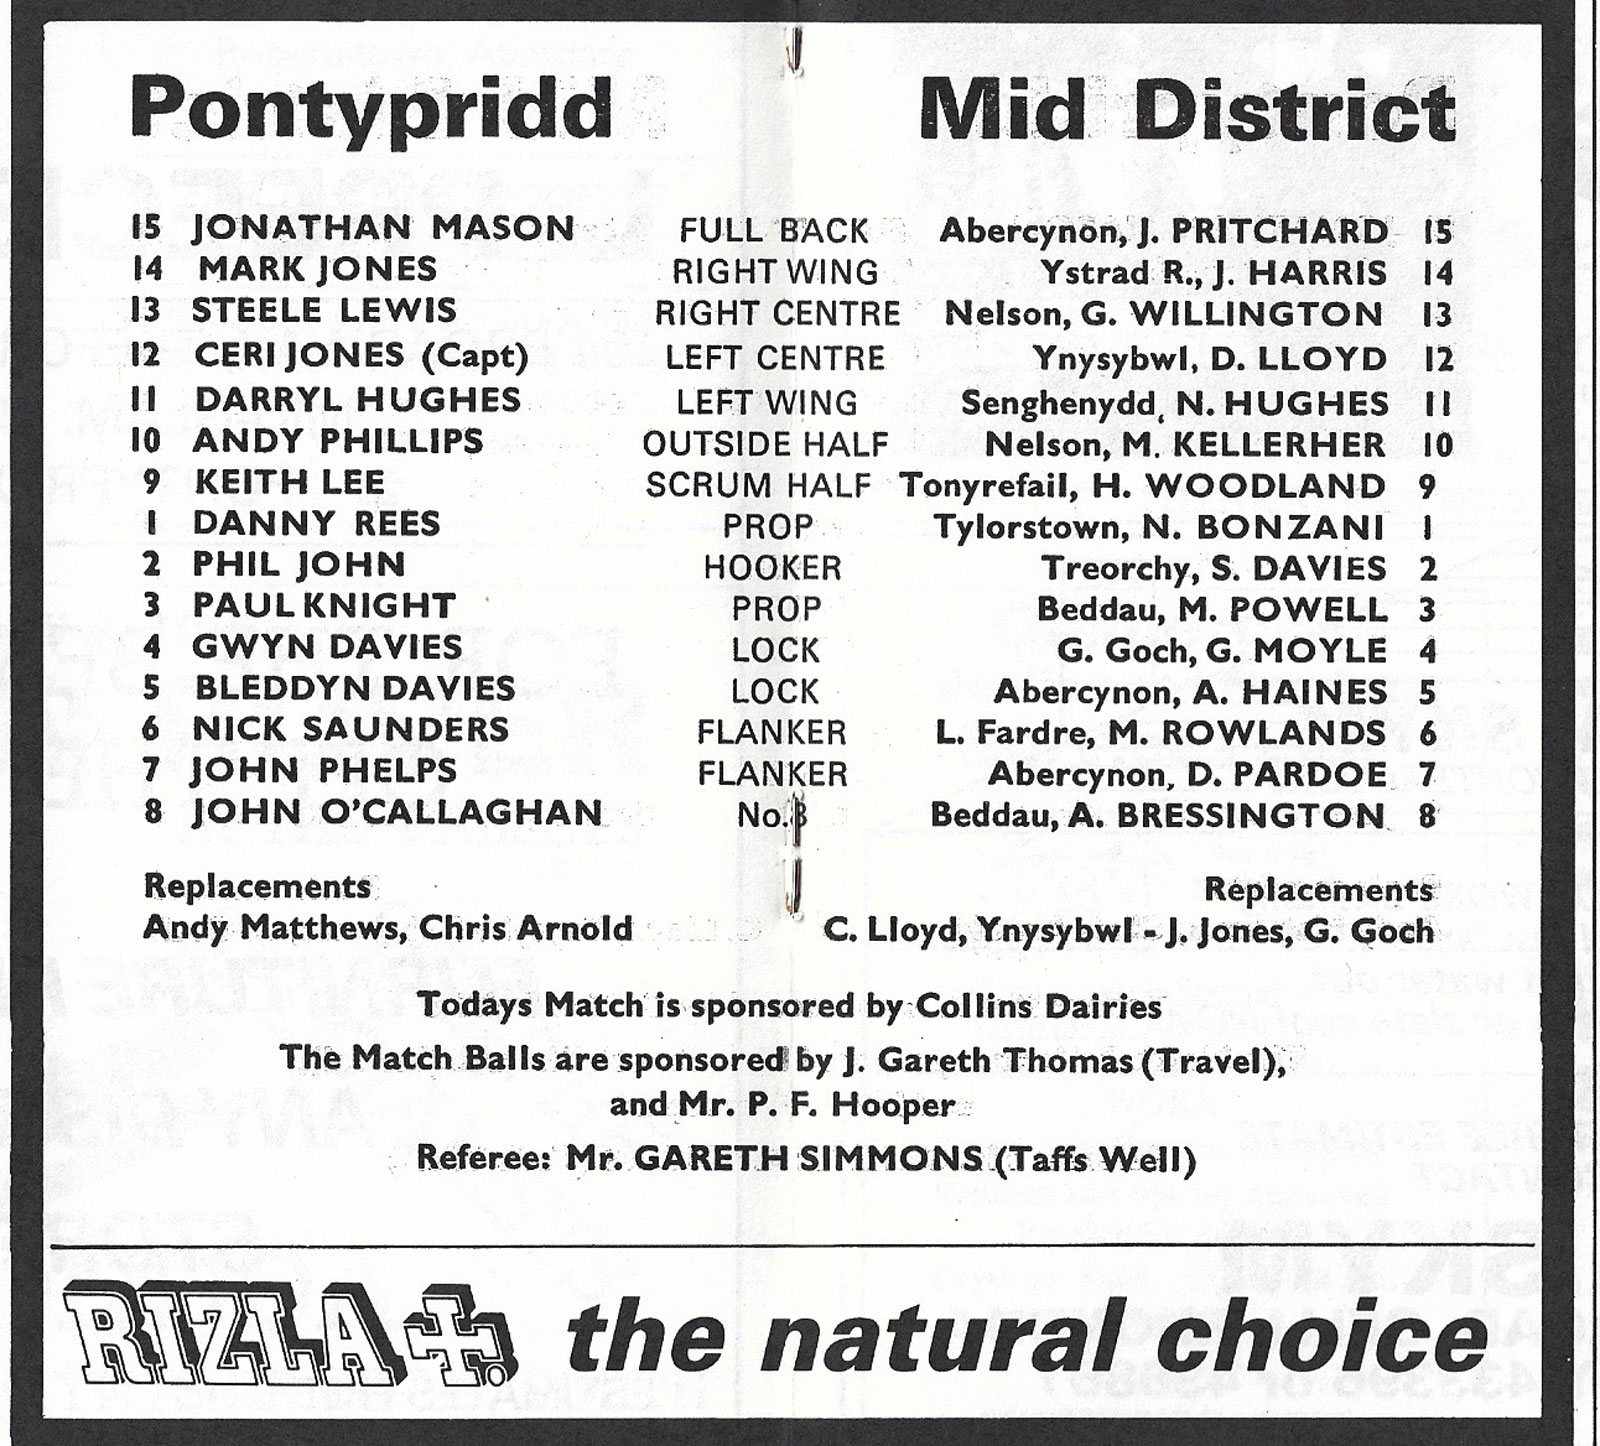 Pontypridd Mid District
15 JONATHAN MASON FULL BACK Abercynon, J. PRITCHARD 15
14 MARK JONES RIGHT WING Ystrad R., J. HARRIS 14
13 STEELE LEWIS RIGHT CENTRE Nelson, G. WILLINGTON 13
12 CERI JONES (Capt) LEFT CENTRE Ynysybwl, D. LLOYD 12
11 DARRYL HUGHES LEFT WING Senghenydd, N. HUGHES 11
10 ANDY PHILLIPS OUTSIDE HALF Nelson, M. KELLERHER 10
9 KEITH LEE SCRUM HALF Tonyrefail, H. WOODLAND 9
1 DANNY REES PROP Tylorstown, N. BONZANI 1
2 PHIL JOHN HOOKER Treorchy, S. DAVIES 2
3 PAUL KNIGHT PROP Beddau, M. POWELL 3
4 GWYN DAVIES LOCK G. Goch, G. MOYLE 4
5 BLEDDYN DAVIES LOCK Abercynon, A. HAINES 5
6 NICK SAUNDERS FLANKER L. Fardre, M. ROWLANDS 6
7 JOHN PHELPS FLANKER Abercynon, D. PARDOE 7
8 JOHN O'CALLAGHAN No.8 Beddau, A. BRESSINGTON 8
Replacements Replacements
Andy Matthews, Chris Arnold C. Lloyd, Ynysybwl - J. Jones, G. Goch
Todays Match is sponsored by Collins Dairies
The Match Balls are sponsored by J. Gareth Thomas (Travel),
and Mr. P. F. Hooper
Referee: Mr. GARETH SIMMONS (Taffs Well)
RIZLA +. the natural choice